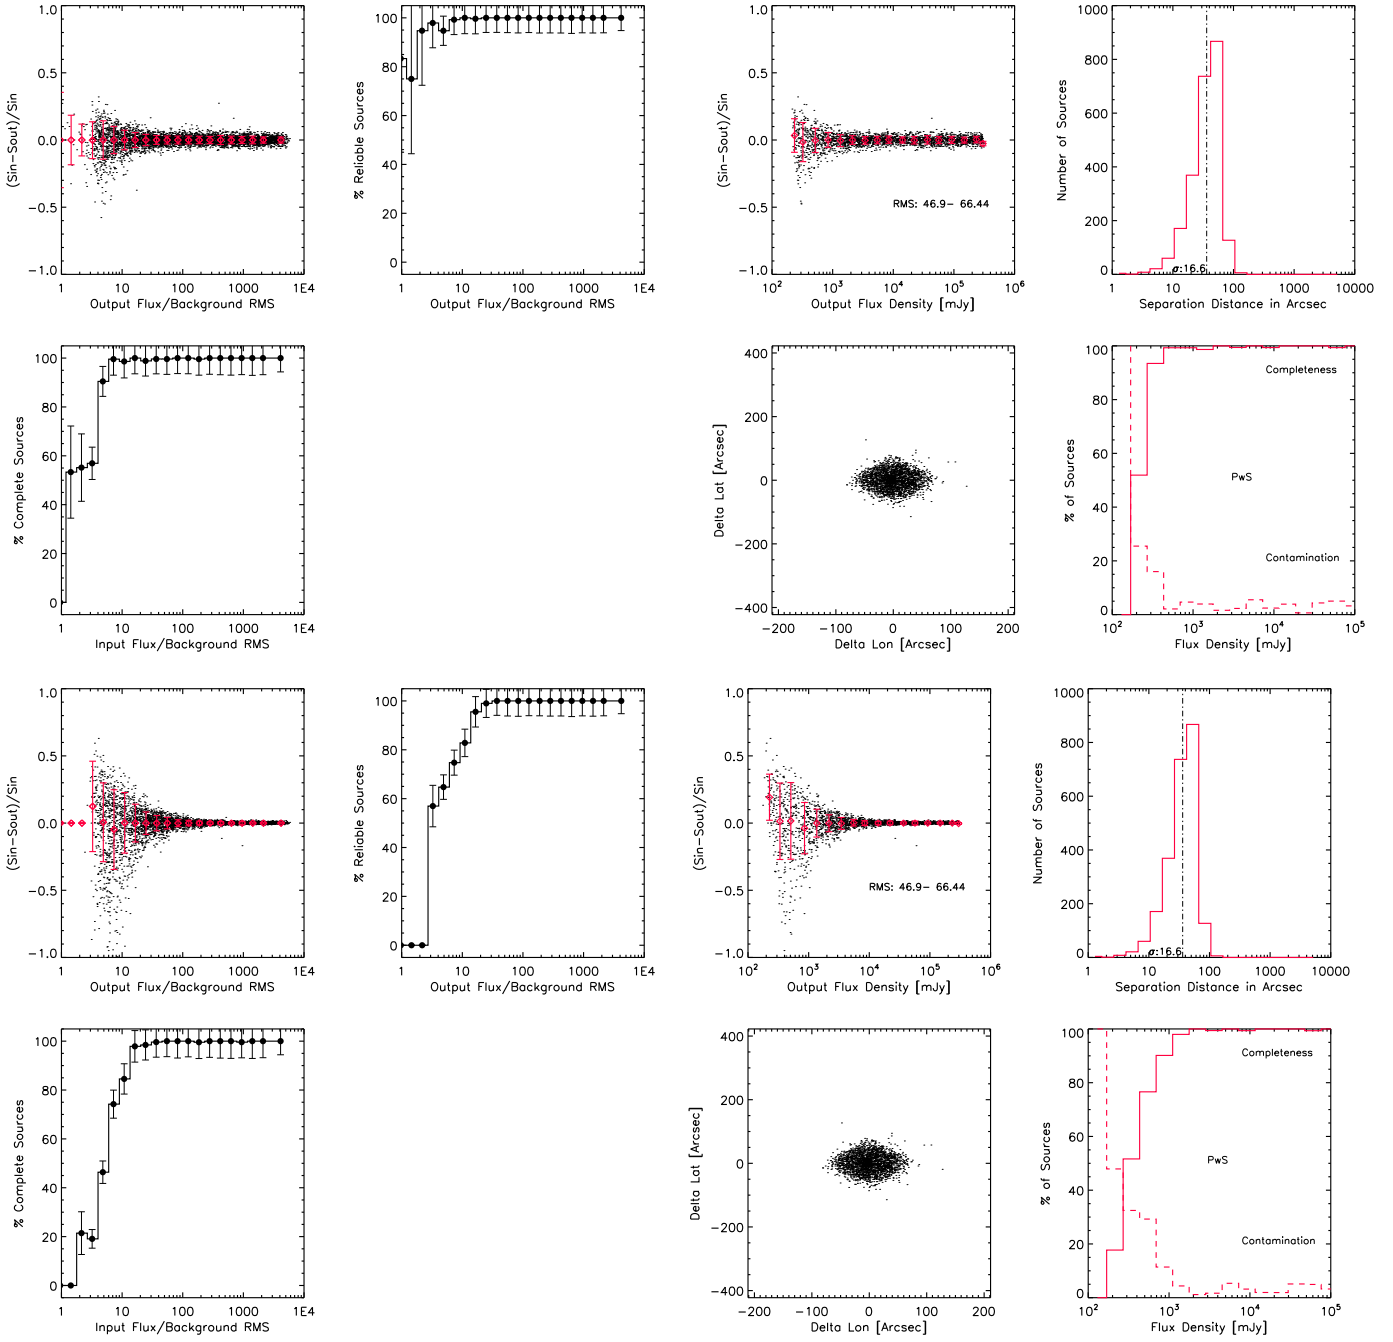 1.0
0.5
0.0
−0.5
−1.0
(Sin−Sout)/Sin
1 10 100 1000 1E4
Output Flux/Background RMS
100
80
60
40
20
0
% Reliable Sources
1 10 100 1000 1E4
Output Flux/Background RMS
1.0
0.5
0.0
−0.5
−1.0
(Sin−Sout)/Sin
RMS: 46.9− 66.44
10² 10³ 10⁴ 10⁵ 10⁶
Output Flux Density [mJy]
1000
800
600
400
200
0
Number of Sources
σ:16.6
1 10 100 1000 10000
Separation Distance in Arcsec
100
80
60
40
20
0
% Complete Sources
1 10 100 1000 1E4
Input Flux/Background RMS
400
200
0
−200
−400
Delta Lat [Arcsec]
−200 −100 0 100 200
Delta Lon [Arcsec]
100
80
60
40
20
0
% of Sources
Completeness
PwS
Contamination
10² 10³ 10⁴ 10⁵
Flux Density [mJy]
1.0
0.5
0.0
−0.5
−1.0
(Sin−Sout)/Sin
1 10 100 1000 1E4
Output Flux/Background RMS
100
80
60
40
20
0
% Reliable Sources
1 10 100 1000 1E4
Output Flux/Background RMS
1.0
0.5
0.0
−0.5
−1.0
(Sin−Sout)/Sin
RMS: 46.9− 66.44
10² 10³ 10⁴ 10⁵ 10⁶
Output Flux Density [mJy]
1000
800
600
400
200
0
Number of Sources
σ:16.6
1 10 100 1000 10000
Separation Distance in Arcsec
100
80
60
40
20
0
% Complete Sources
1 10 100 1000 1E4
Input Flux/Background RMS
400
200
0
−200
−400
Delta Lat [Arcsec]
−200 −100 0 100 200
Delta Lon [Arcsec]
100
80
60
40
20
0
% of Sources
Completeness
PwS
Contamination
10² 10³ 10⁴ 10⁵
Flux Density [mJy]